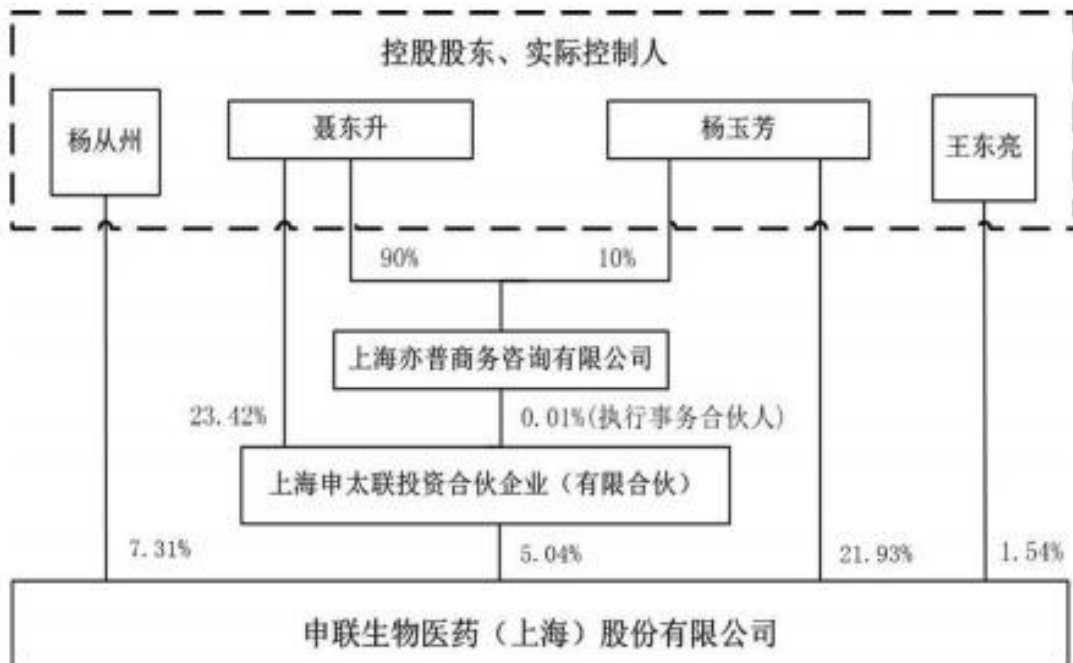 控股股东、实际控制人
杨从州
聂东升
杨玉芳
王东亮
90%
10%
上海亦普商务咨询有限公司
23.42%
0.01%(执行事务合伙人)
上海申太联投资合伙企业（有限合伙）
7.31%
5.04%
21.93%
1.54%
申联生物医药（上海）股份有限公司